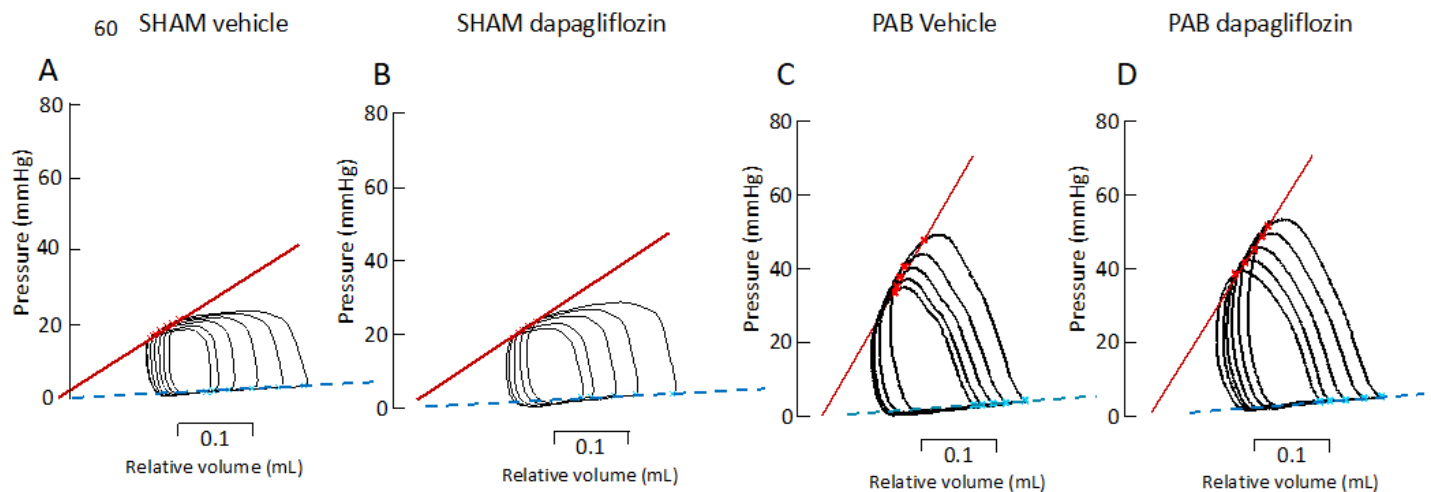 60 SHAM vehicle
SHAM dapagliflozin
PAB Vehicle
PAB dapagliflozin
A
Pressure (mmHg)
80
60
40
20
0
0.1
Relative volume (mL)
B
Pressure (mmHg)
80
60
40
20
0
0.1
Relative volume (mL)
C
Pressure (mmHg)
80
60
40
20
0
0.1
Relative volume (mL)
D
Pressure (mmHg)
80
60
40
20
0
0.1
Relative volume (mL)